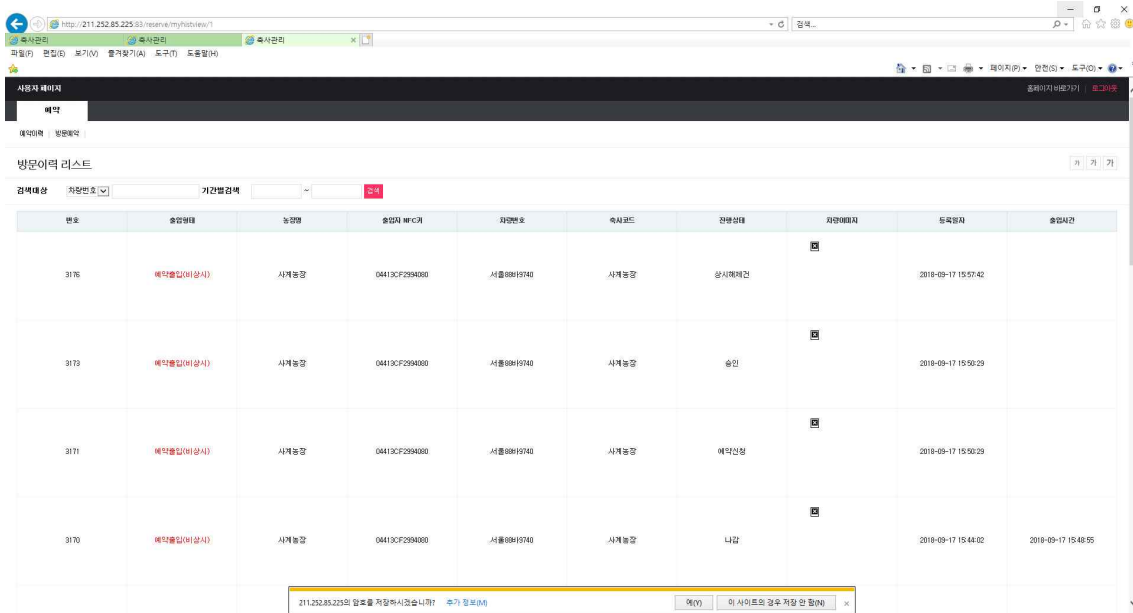 http://211.252.85.225:83/reserve/myhistview/1
검색...
축사관리 축사관리 축사관리
파일(F) 편집(E) 보기(V) 즐겨찾기(A) 도구(T) 도움말(H)
페이지(P) 안전(S) 도구(O)
사용자 페이지 홈페이지 바로가기 로그아웃
예약
예약이력 방문예약
방문이력 리스트 가 가 가
검색대상 차량번호 기간별검색 ~ 검색
번호 출입형태 농장명 출입자 NFC키 차량번호 축사코드 진행상태 차량이미지 등록일자 출입시간
3176 예약출입(비상시) 사계농장 04413CF2994080 서울88바9740 사계농장 상시해제건 2018-09-17 15:57:42
3173 예약출입(비상시) 사계농장 04413CF2994080 서울88바9740 사계농장 승인 2018-09-17 15:50:29
3171 예약출입(비상시) 사계농장 04413CF2994080 서울88바9740 사계농장 예약신청 2018-09-17 15:50:29
3170 예약출입(비상시) 사계농장 04413CF2994080 서울88바9740 사계농장 나감 2018-09-17 15:44:02 2018-09-17 15:48:55
211.252.85.225의 암호를 저장하시겠습니까? 추가 정보(M) 예(Y) 이 사이트의 경우 저장 안 함(N)